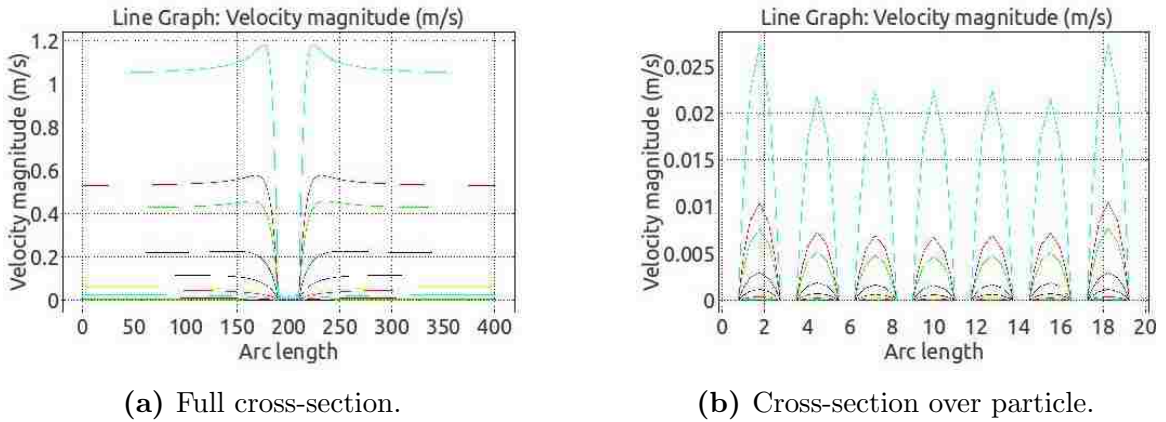 Line Graph: Velocity magnitude (m/s)
Velocity magnitude (m/s)
1.2
1
0.8
0.6
0.4
0.2
0
0 50 100 150 200 250 300 350 400
Arc length
(a) Full cross-section.
Line Graph: Velocity magnitude (m/s)
Velocity magnitude (m/s)
0.025
0.02
0.015
0.01
0.005
0
0 2 4 6 8 10 12 14 16 18 20
Arc length
(b) Cross-section over particle.